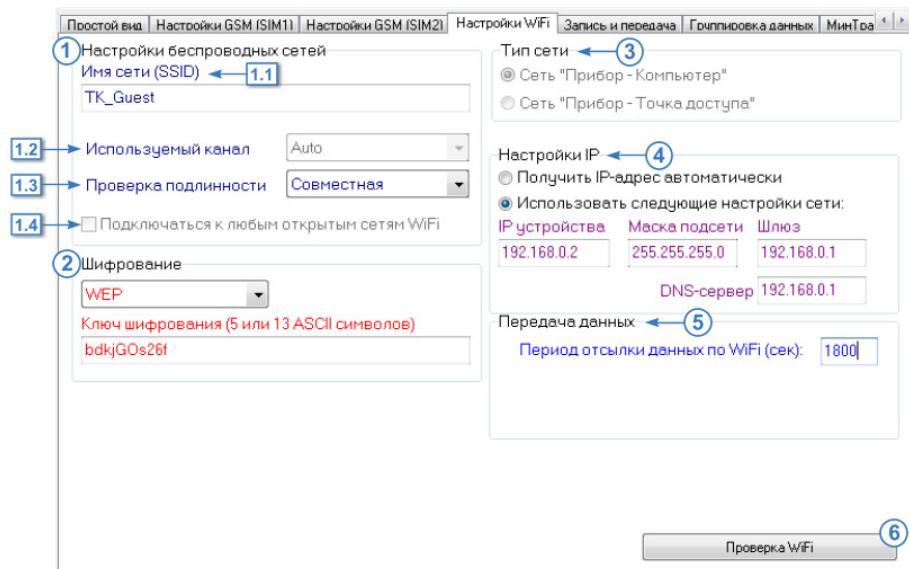 Простой вид Настройки GSM (SIM1) Настройки GSM (SIM2) Настройки WiFi Запись и передача Группировка данных МинТра
1 Настройки беспроводных сетей
Имя сети (SSID) 1.1
TK_Guest
1.2 Используемый канал Auto
1.3 Проверка подлинности Совместная
1.4 Подключаться к любым открытым сетям WiFi
2 Шифрование
WEP
Ключ шифрования (5 или 13 ASCII символов)
bdkjGOs26f
Тип сети 3
Сеть "Прибор - Компьютер"
Сеть "Прибор - Точка доступа"
Настройки IP 4
Получить IP-адрес автоматически
Использовать следующие настройки сети:
IP устройства Маска подсети Шлюз
192.168.0.2 255.255.255.0 192.168.0.1
DNS-сервер 192.168.0.1
Передача данных 5
Период отсылки данных по WiFi (сек): 1800
6
Проверка WiFi